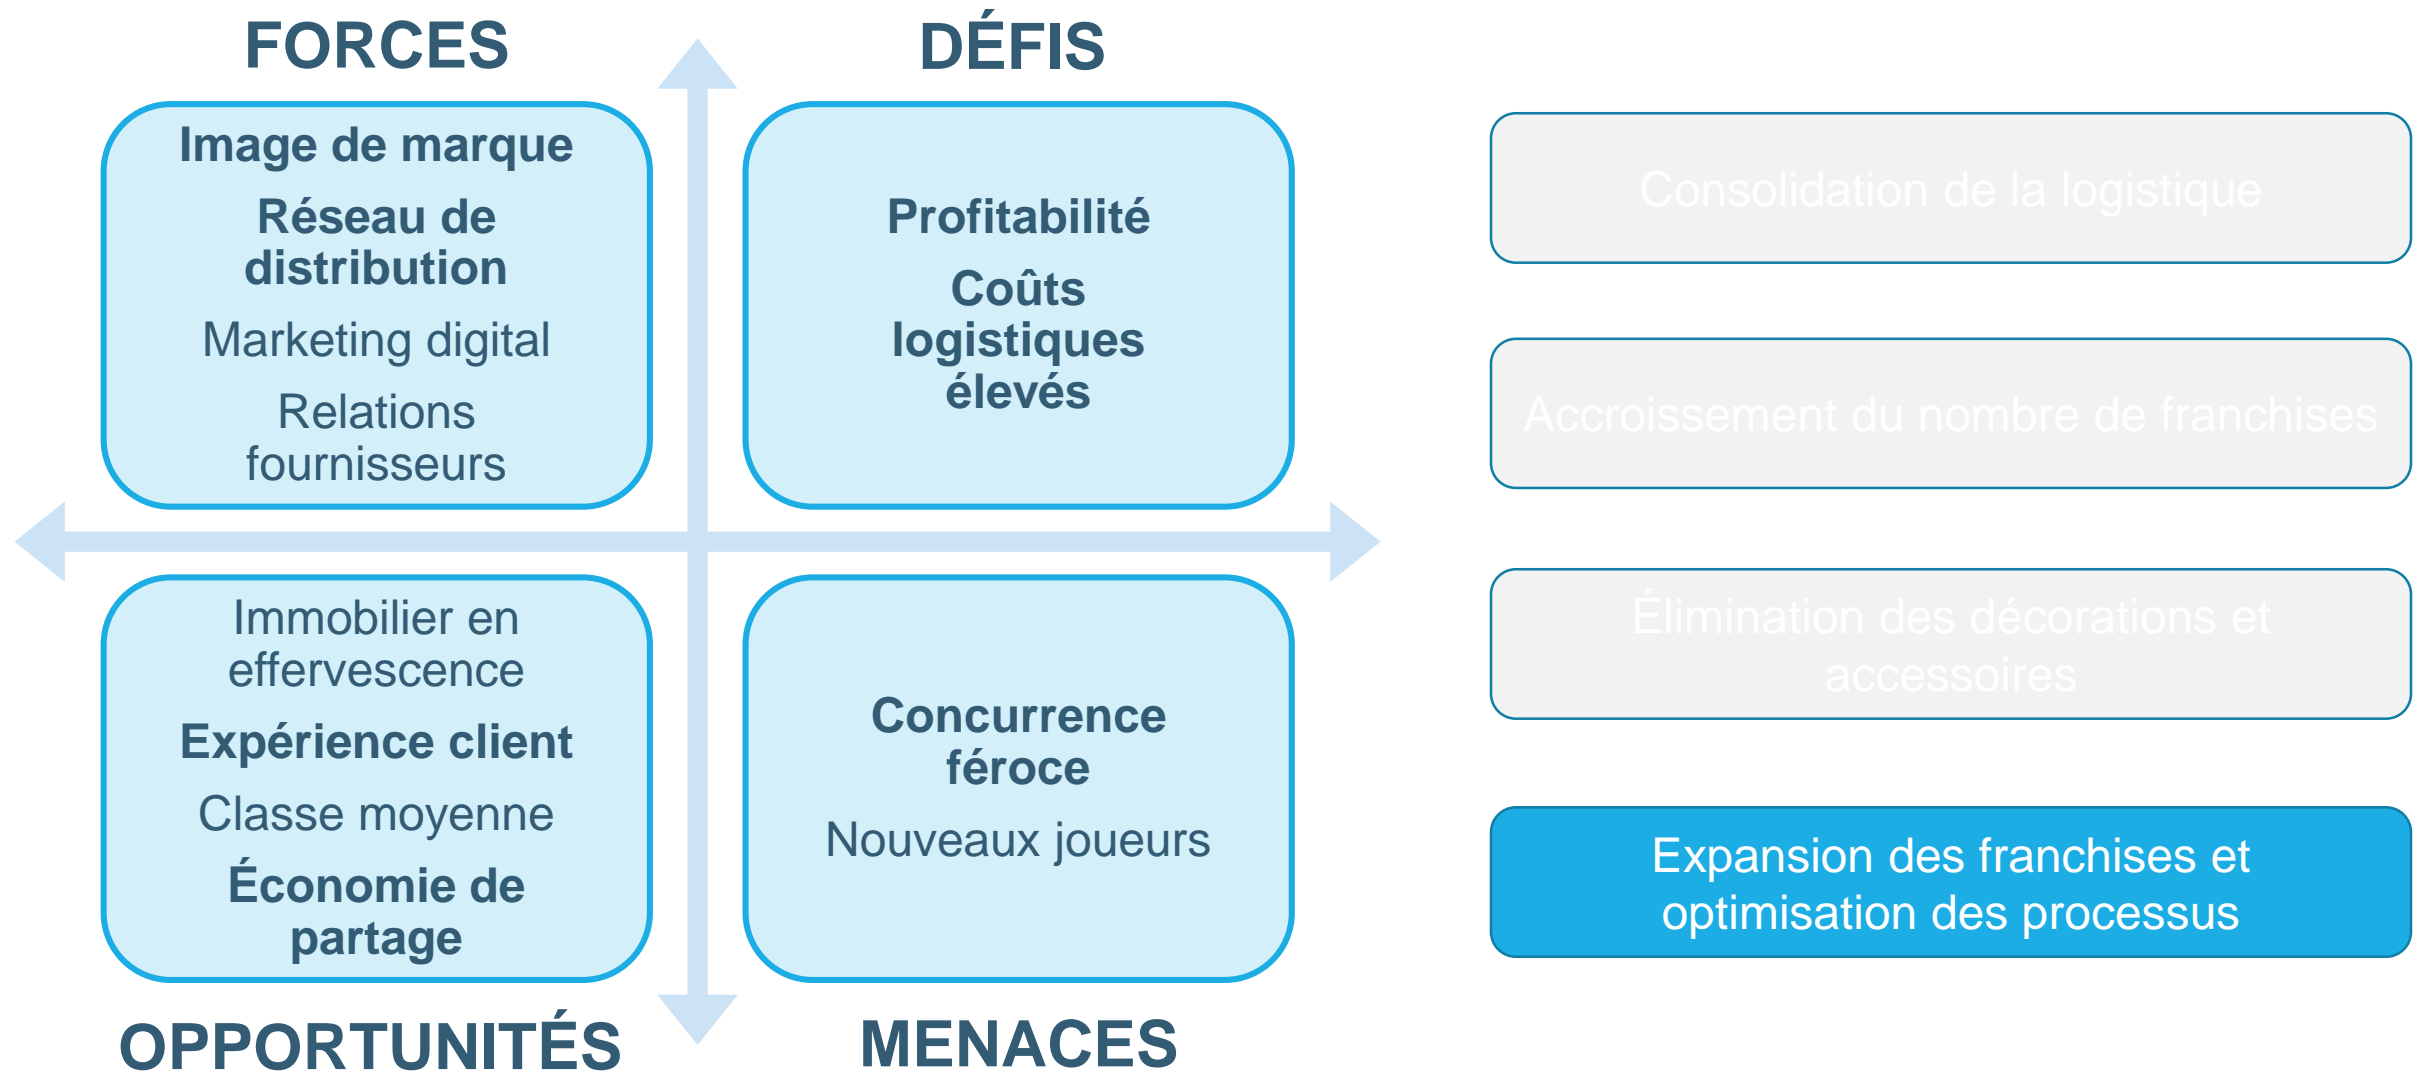 FORCES
Image de marque
Réseau de
distribution
Marketing digital
Relations
fournisseurs
DÉFIS
Profitabilité
Coûts
logistiques
élevés
Immobilier en
effervescence
Expérience client
Classe moyenne
Économie de
partage
OPPORTUNITÉS
Concurrence
féroce
Nouveaux joueurs
MENACES
Consolidation de la logistique
Accroissement du nombre de franchises
Élimination des décorations et
accessoires
Expansion des franchises et
optimisation des processus